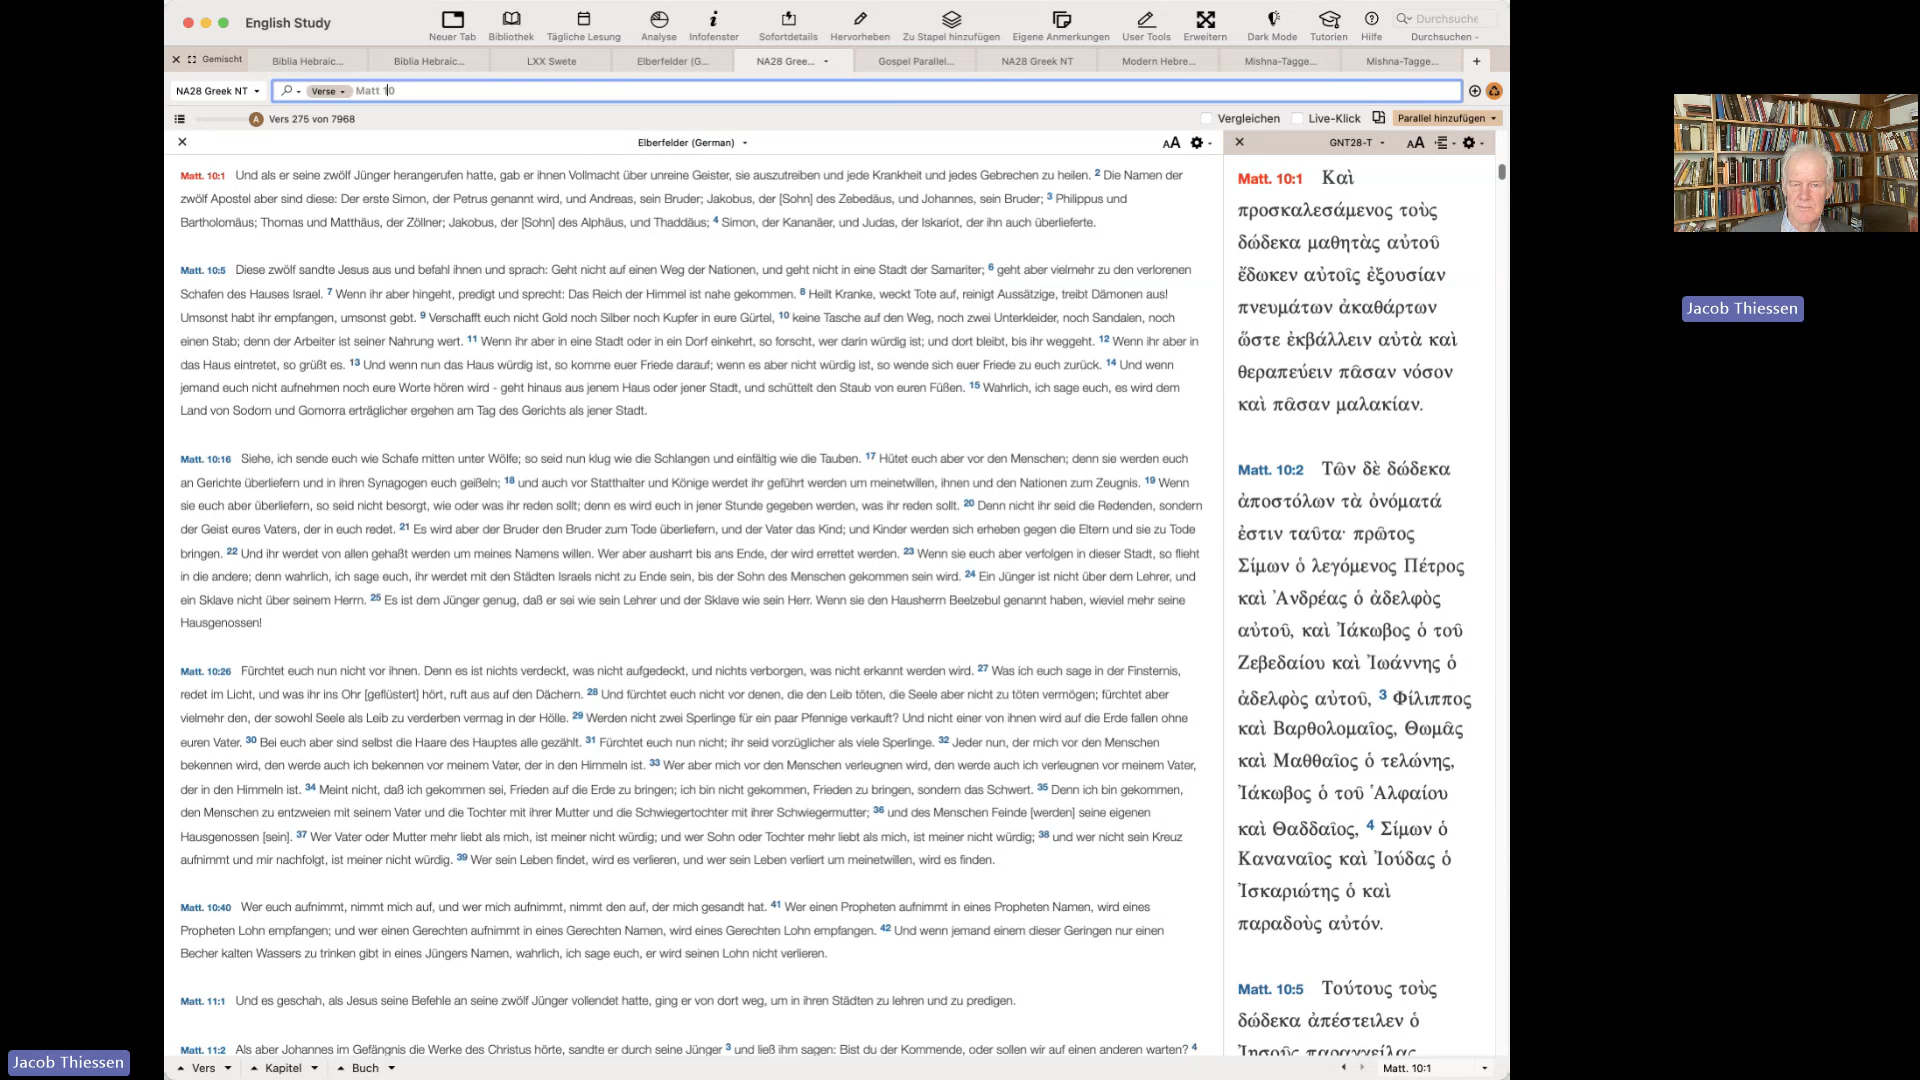 English Study
Neuer Tab
Bibliothek
Tägliche Lesung
Analyse
Infofenster
Sofortdetails
Hervorheben
Zu Stapel hinzufügen
Eigene Anmerkungen
User Tools
Erweitern
Dark Mode
Tutorien
Hilfe
Durchsuche
Durchsuchen
Gemischt
Biblia Hebraic...
Biblia Hebraic...
LXX Swete
Elberfelder (G...
NA28 Gree...
Gospel Parallel...
NA28 Greek NT
Modern Hebre...
Mishna-Tagge...
Mishna-Tagge...
NA28 Greek NT
Verse
Matt 10
A Vers 275 von 7968
Vergleichen
Live-Klick
Parallel hinzufügen
Elberfelder (German)
AA
Matt. 10:1 Und als er seine zwölf Jünger herangerufen hatte, gab er ihnen Vollmacht über unreine Geister, sie auszutreiben und jede Krankheit und jedes Gebrechen zu heilen. 2 Die Namen der
zwölf Apostel aber sind diese: Der erste Simon, der Petrus genannt wird, und Andreas, sein Bruder; Jakobus, der [Sohn] des Zebedäus, und Johannes, sein Bruder; 3 Philippus und
Bartholomäus; Thomas und Matthäus, der Zöllner; Jakobus, der [Sohn] des Alphäus, und Thaddäus; 4 Simon, der Kananäer, und Judas, der Iskariot, der ihn auch überlieferte.
Matt. 10:5 Diese zwölf sandte Jesus aus und befahl ihnen und sprach: Geht nicht auf einen Weg der Nationen, und geht nicht in eine Stadt der Samariter; 6 geht aber vielmehr zu den verlorenen
Schafen des Hauses Israel. 7 Wenn ihr aber hingeht, predigt und sprecht: Das Reich der Himmel ist nahe gekommen. 8 Heilt Kranke, weckt Tote auf, reinigt Aussätzige, treibt Dämonen aus!
Umsonst habt ihr empfangen, umsonst gebt. 9 Verschafft euch nicht Gold noch Silber noch Kupfer in eure Gürtel, 10 keine Tasche auf den Weg, noch zwei Unterkleider, noch Sandalen, noch
einen Stab; denn der Arbeiter ist seiner Nahrung wert. 11 Wenn ihr aber in eine Stadt oder in ein Dorf einkehrt, so forscht, wer darin würdig ist; und dort bleibt, bis ihr weggeht. 12 Wenn ihr aber in
das Haus eintretet, so grüßt es. 13 Und wenn nun das Haus würdig ist, so komme euer Friede darauf; wenn es aber nicht würdig ist, so wende sich euer Friede zu euch zurück. 14 Und wenn
jemand euch nicht aufnehmen noch eure Worte hören wird - geht hinaus aus jenem Haus oder jener Stadt, und schüttelt den Staub von euren Füßen. 15 Wahrlich, ich sage euch, es wird dem
Land von Sodom und Gomorra erträglicher ergehen am Tag des Gerichts als jener Stadt.
Matt. 10:16 Siehe, ich sende euch wie Schafe mitten unter Wölfe; so seid nun klug wie die Schlangen und einfältig wie die Tauben. 17 Hütet euch aber vor den Menschen; denn sie werden euch
an Gerichte überliefern und in ihren Synagogen euch geißeln; 18 und auch vor Statthalter und Könige werdet ihr geführt werden um meinetwillen, ihnen und den Nationen zum Zeugnis. 19 Wenn
sie euch aber überliefern, so seid nicht besorgt, wie oder was ihr reden sollt; denn es wird euch in jener Stunde gegeben werden, was ihr reden sollt. 20 Denn nicht ihr seid die Redenden, sondern
der Geist eures Vaters, der in euch redet. 21 Es wird aber der Bruder den Bruder zum Tode überliefern, und der Vater das Kind; und Kinder werden sich erheben gegen die Eltern und sie zu Tode
bringen. 22 Und ihr werdet von allen gehaßt werden um meines Namens willen. Wer aber ausharrt bis ans Ende, der wird errettet werden. 23 Wenn sie euch aber verfolgen in dieser Stadt, so flieht
in die andere; denn wahrlich, ich sage euch, ihr werdet mit den Städten Israels nicht zu Ende sein, bis der Sohn des Menschen gekommen sein wird. 24 Ein Jünger ist nicht über dem Lehrer, und
ein Sklave nicht über seinem Herrn. 25 Es ist dem Jünger genug, daß er sei wie sein Lehrer und der Sklave wie sein Herr. Wenn sie den Hausherrn Beelzebul genannt haben, wieviel mehr seine
Hausgenossen!
Matt. 10:26 Fürchtet euch nun nicht vor ihnen. Denn es ist nichts verdeckt, was nicht aufgedeckt, und nichts verborgen, was nicht erkannt werden wird. 27 Was ich euch sage in der Finsternis,
redet im Licht, und was ihr ins Ohr [geflüstert] hört, ruft aus auf den Dächern. 28 Und fürchtet euch nicht vor denen, die den Leib töten, die Seele aber nicht zu töten vermögen; fürchtet aber
vielmehr den, der sowohl Seele als Leib zu verderben vermag in der Hölle. 29 Werden nicht zwei Sperlinge für ein paar Pfennige verkauft? Und nicht einer von ihnen wird auf die Erde fallen ohne
euren Vater. 30 Bei euch aber sind selbst die Haare des Hauptes alle gezählt. 31 Fürchtet euch nun nicht; ihr seid vorzüglicher als viele Sperlinge. 32 Jeder nun, der mich vor den Menschen
bekennen wird, den werde auch ich bekennen vor meinem Vater, der in den Himmeln ist. 33 Wer aber mich vor den Menschen verleugnen wird, den werde auch ich verleugnen vor meinem Vater,
der in den Himmeln ist. 34 Meint nicht, daß ich gekommen sei, Frieden auf die Erde zu bringen; ich bin nicht gekommen, Frieden zu bringen, sondern das Schwert. 35 Denn ich bin gekommen,
den Menschen zu entzweien mit seinem Vater und die Tochter mit ihrer Mutter und die Schwiegertochter mit ihrer Schwiegermutter; 36 und des Menschen Feinde [werden] seine eigenen
Hausgenossen [sein]. 37 Wer Vater oder Mutter mehr liebt als mich, ist meiner nicht würdig; und wer Sohn oder Tochter mehr liebt als mich, ist meiner nicht würdig; 38 und wer nicht sein Kreuz
aufnimmt und mir nachfolgt, ist meiner nicht würdig. 39 Wer sein Leben findet, wird es verlieren, und wer sein Leben verliert um meinetwillen, wird es finden.
Matt. 10:40 Wer euch aufnimmt, nimmt mich auf, und wer mich aufnimmt, nimmt den auf, der mich gesandt hat. 41 Wer einen Propheten aufnimmt in eines Propheten Namen, wird eines
Propheten Lohn empfangen; und wer einen Gerechten aufnimmt in eines Gerechten Namen, wird eines Gerechten Lohn empfangen. 42 Und wenn jemand einem dieser Geringen nur einen
Becher kalten Wassers zu trinken gibt in eines Jüngers Namen, wahrlich, ich sage euch, er wird seinen Lohn nicht verlieren.
Matt. 11:1 Und es geschah, als Jesus seine Befehle an seine zwölf Jünger vollendet hatte, ging er von dort weg, um in ihren Städten zu lehren und zu predigen.
Matt. 11:2 Als aber Johannes im Gefängnis die Werke des Christus hörte, sandte er durch seine Jünger 3 und ließ ihm sagen: Bist du der Kommende, oder sollen wir auf einen anderen warten? 4
GNT28-T
AA
Matt. 10:1 Καὶ
προσκαλεσάμενος τοὺς
δώδεκα μαθητὰς αὐτοῦ
ἔδωκεν αὐτοῖς ἐξουσίαν
πνευμάτων ἀκαθάρτων
ὥστε ἐκβάλλειν αὐτὰ καὶ
θεραπεύειν πᾶσαν νόσον
καὶ πᾶσαν μαλακίαν.
Matt. 10:2 Τῶν δὲ δώδεκα
ἀποστόλων τὰ ὀνόματά
ἐστιν ταῦτα· πρῶτος
Σίμων ὁ λεγόμενος Πέτρος
καὶ Ἀνδρέας ὁ ἀδελφὸς
αὐτοῦ, καὶ Ἰάκωβος ὁ τοῦ
Ζεβεδαίου καὶ Ἰωάννης ὁ
ἀδελφὸς αὐτοῦ, 3 Φίλιππος
καὶ Βαρθολομαῖος, Θωμᾶς
καὶ Μαθθαῖος ὁ τελώνης,
Ἰάκωβος ὁ τοῦ Ἁλφαίου
καὶ Θαδδαῖος, 4 Σίμων ὁ
Καναναῖος καὶ Ἰούδας ὁ
Ἰσκαριώτης ὁ καὶ
παραδοὺς αὐτόν.
Matt. 10:5 Τούτους τοὺς
δώδεκα ἀπέστειλεν ὁ
Ἰησοῦς παραγγείλας
Vers
Kapitel
Buch
Matt. 10:1
Jacob Thiessen
Jacob Thiessen